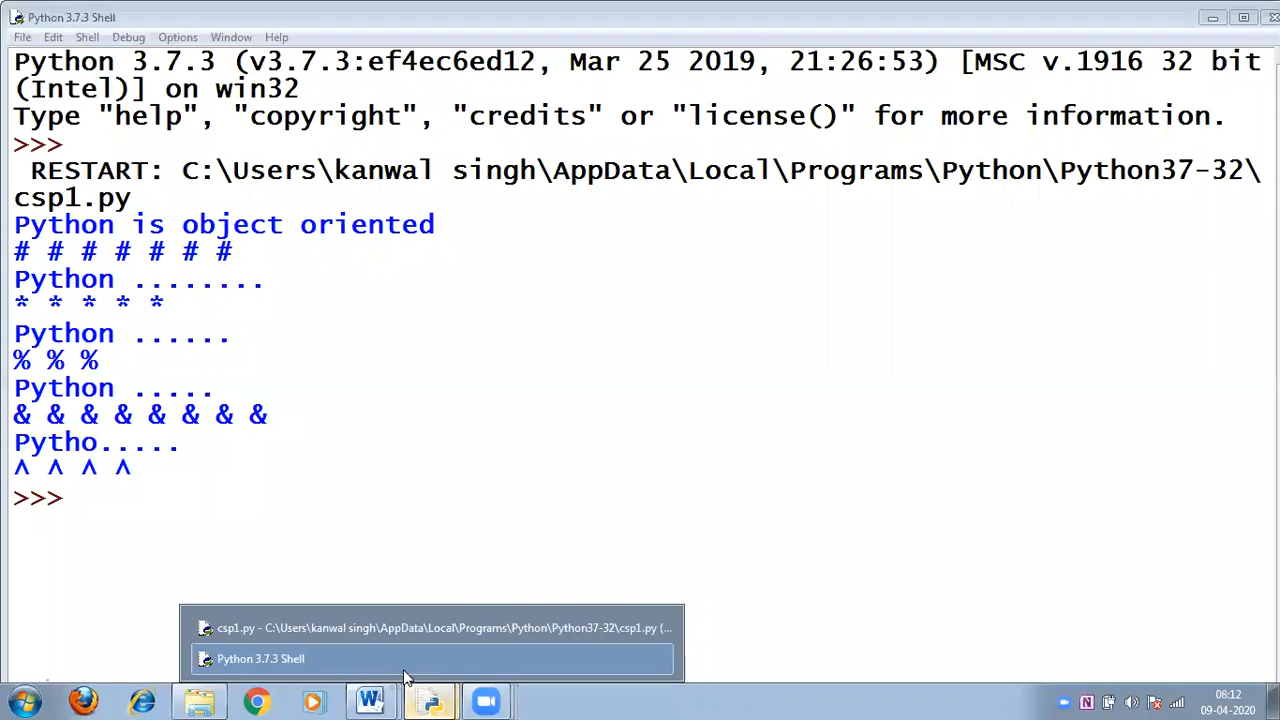 Python 3.7.3 Shell
File Edit Shell Debug Options Window Help
Python 3.7.3 (v3.7.3:ef4ec6ed12, Mar 25 2019, 21:26:53) [MSC v.1916 32 bit
(Intel)] on win32
Type "help", "copyright", "credits" or "license()" for more information.
>>>
RESTART: C:\Users\kanwal singh\AppData\Local\Programs\Python\Python37-32\
csp1.py
Python is object oriented
# # # # # # #
Python ........
* * * * *
Python ......
% % %
Python .....
& & & & & & & &
Pytho.....
^ ^ ^ ^
>>>
csp1.py - C:\Users\kanwal singh\AppData\Local\Programs\Python\Python37-32\csp1.py (...
Python 3.7.3 Shell
08:12
09-04-2020